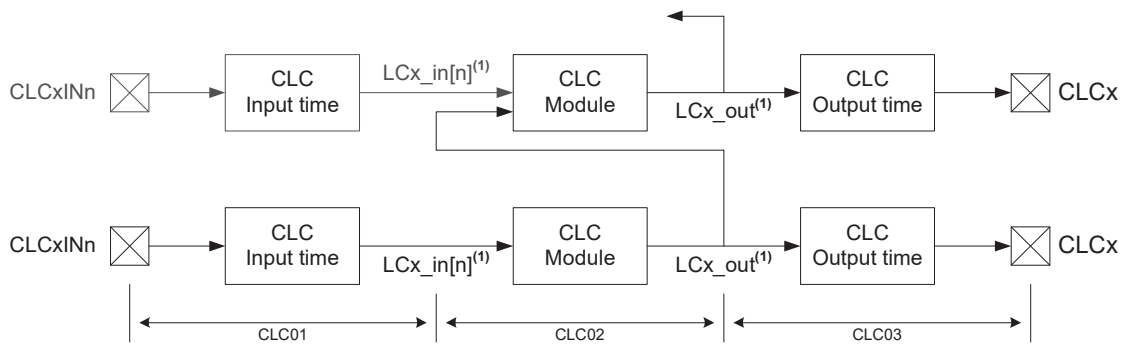 CLCxINn
CLC
Input time
LCx_in[n](1)
CLC
Module
LCx_out(1)
CLC
Output time
CLCx
CLCxINn
CLC
Input time
LCx_in[n](1)
CLC
Module
LCx_out(1)
CLC
Output time
CLCx
CLC01
CLC02
CLC03